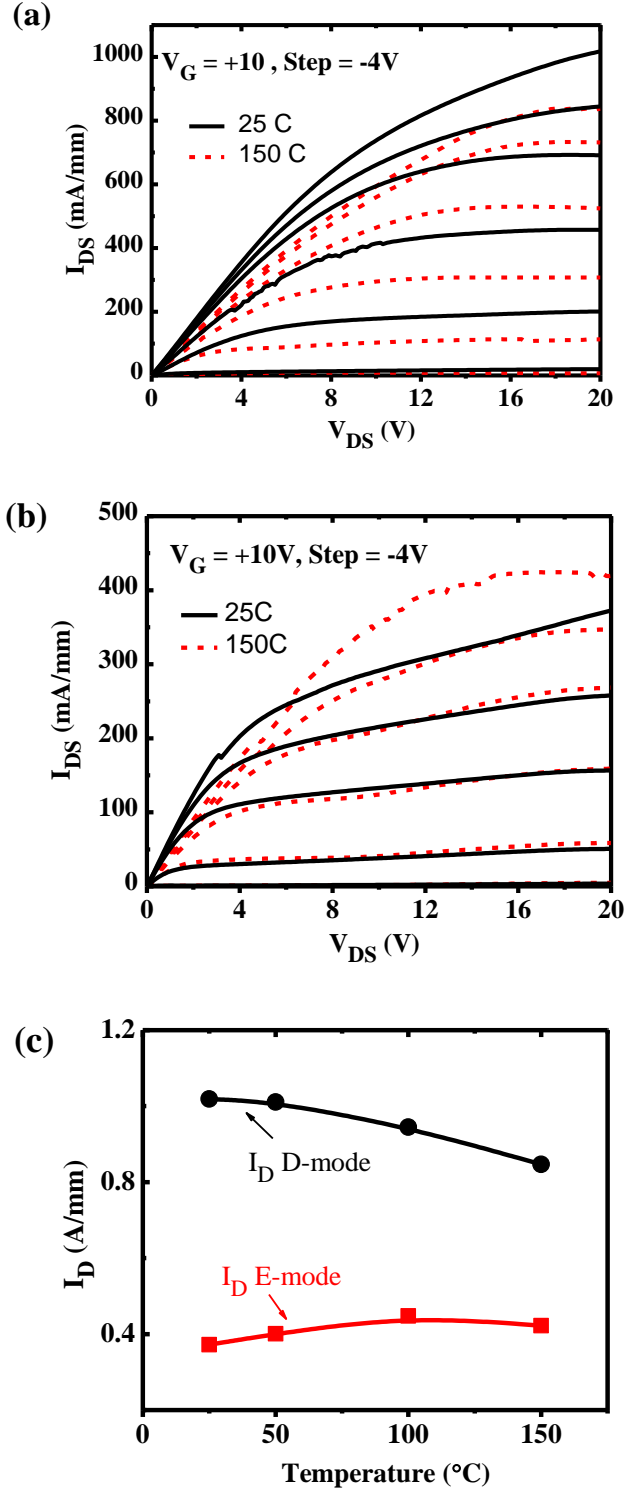 (a)
V_G = +10 , Step = -4V
25 C
150 C
1000
800
600
400
200
0
I_DS (mA/mm)
0 4 8 12 16 20
V_DS (V)
(b)
V_G = +10V, Step = -4V
25C
150C
500
400
300
200
100
0
I_DS (mA/mm)
0 4 8 12 16 20
V_DS (V)
(c)
1.2
0.8
0.4
I_D (A/mm)
I_D D-mode
I_D E-mode
0 50 100 150
Temperature (°C)